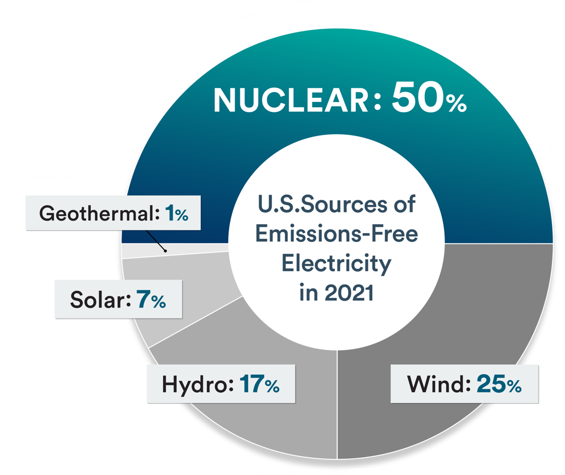 NUCLEAR: 50%
U.S.Sources of
Emissions-Free
Electricity
in 2021
Geothermal: 1%
Solar: 7%
Hydro: 17%
Wind: 25%